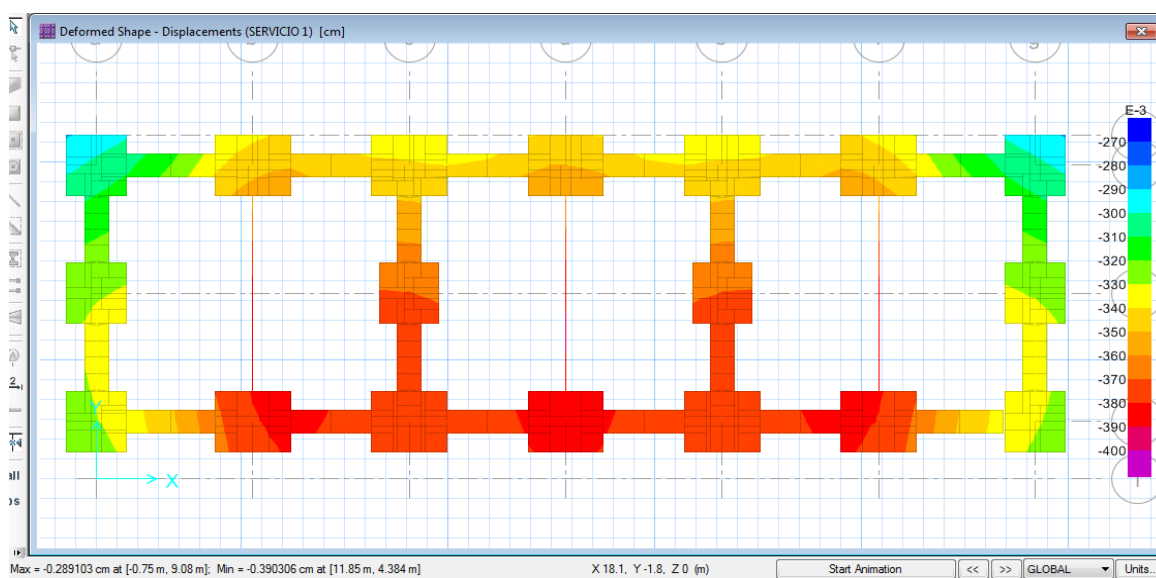 Deformed Shape - Displacements (SERVICIO 1) [cm]
E-3
-270
-280
-290
-300
-310
-320
-330
-340
-350
-360
-370
-380
-390
-400
Y
X
all
Max = -0.289103 cm at [-0.75 m, 9.08 m]; Min = -0.390306 cm at [11.85 m, 4.384 m]
X 18.1, Y -1.8, Z 0 (m)
Start Animation
<<
>>
GLOBAL
Units...